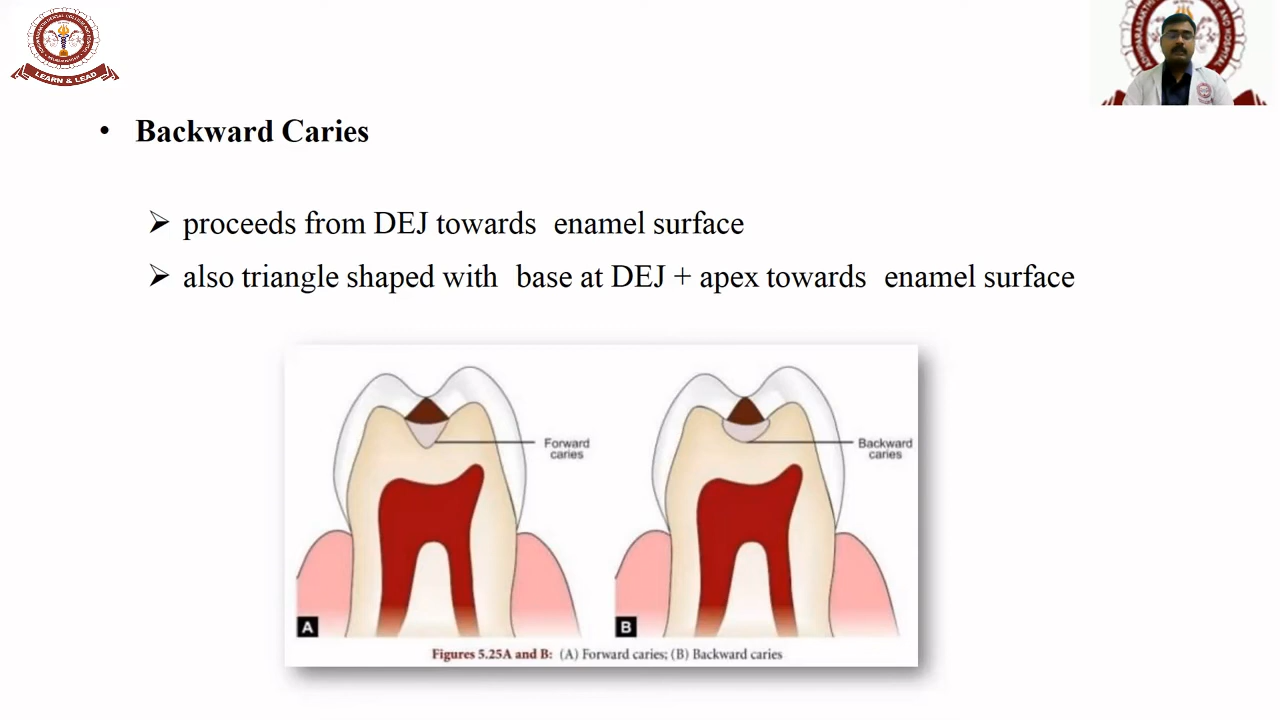 LEARN & LEAD
• Backward Caries
➢ proceeds from DEJ towards enamel surface
➢ also triangle shaped with base at DEJ + apex towards enamel surface
Forward
caries
Backward
caries
A
B
Figures 5.25A and B: (A) Forward caries; (B) Backward caries